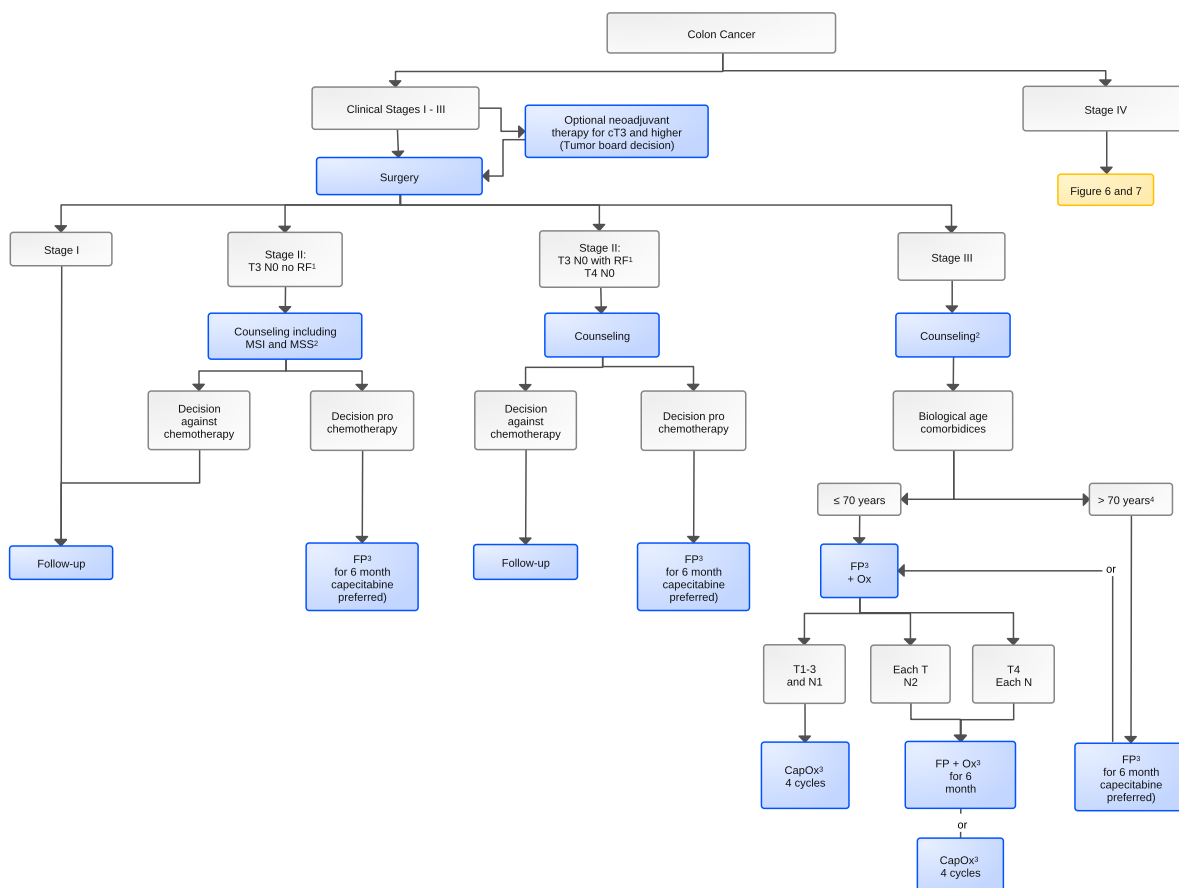 Colon Cancer
Clinical Stages I - III
Optional neoadjuvant
therapy for cT3 and higher
(Tumor board decision)
Stage IV
Surgery
Figure 6 and 7
Stage I
Stage II:
T3 N0 no RF¹
Stage II:
T3 N0 with RF¹
T4 N0
Stage III
Counseling including
MSI and MSS²
Counseling
Counseling²
Decision
against
chemotherapy
Decision pro
chemotherapy
Decision
against
chemotherapy
Decision pro
chemotherapy
Biological age
comorbidices
≤ 70 years
> 70 years⁴
Follow-up
FP³
for 6 month
capecitabine
preferred)
Follow-up
FP³
for 6 month
capecitabine
preferred)
FP³
+ Ox
or
T1-3
and N1
Each T
N2
T4
Each N
CapOx³
4 cycles
FP + Ox³
for 6
month
FP³
for 6 month
capecitabine
preferred)
or
CapOx³
4 cycles